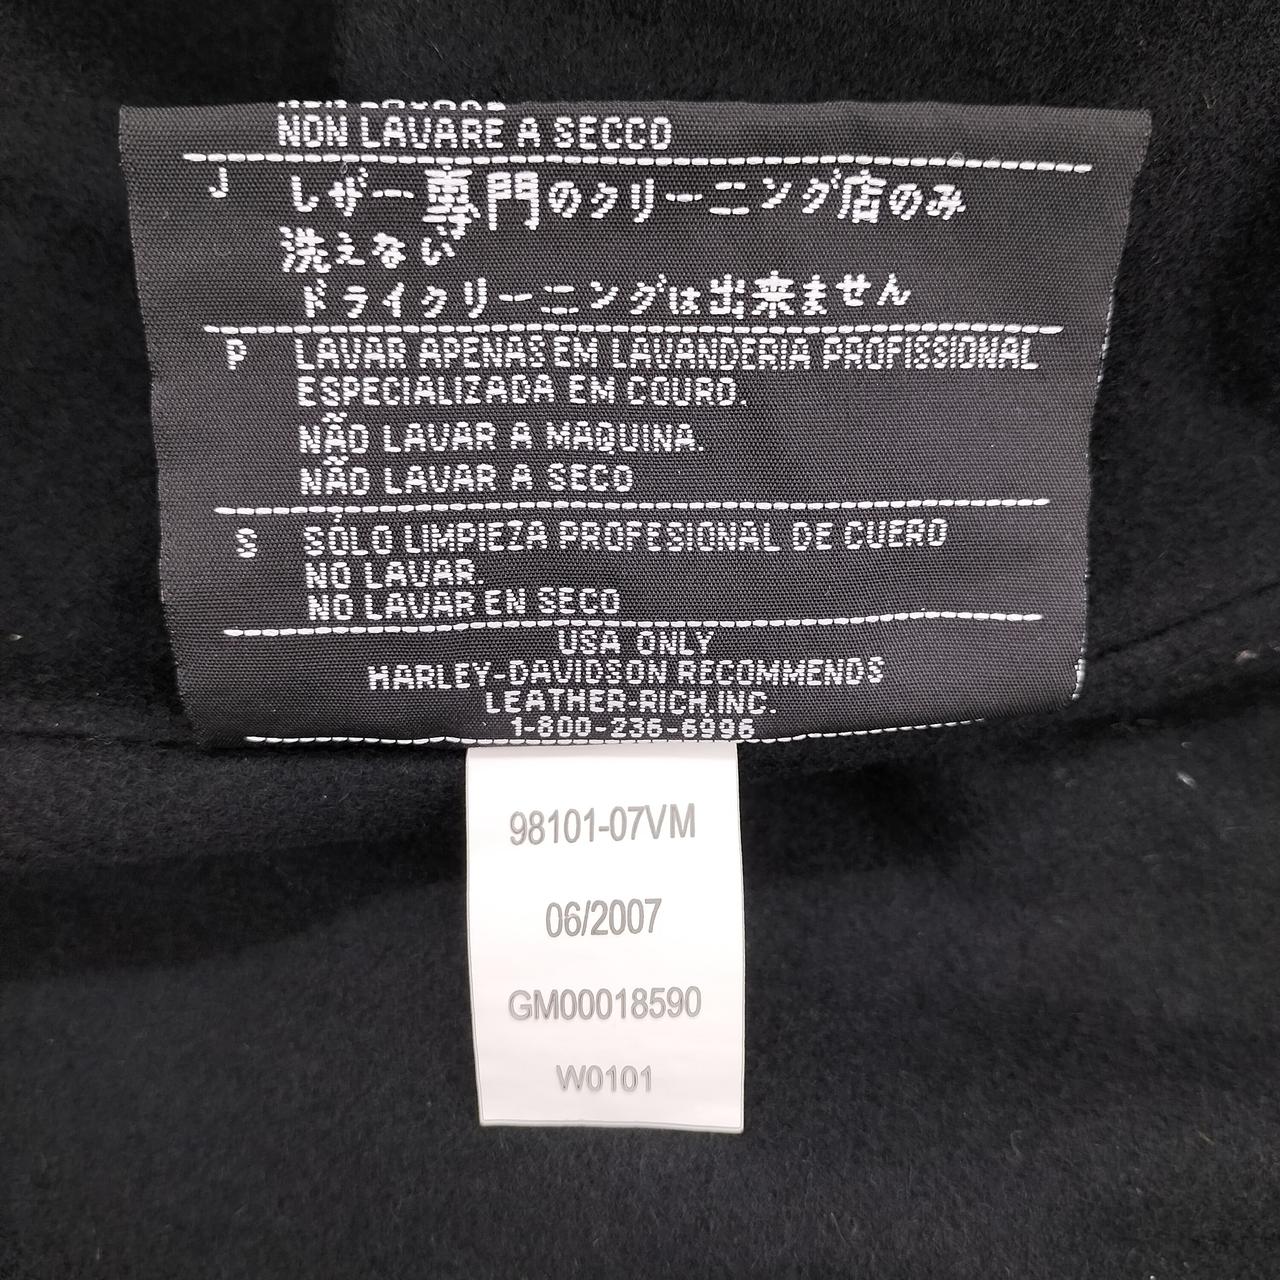 NON LAVARE A SECCO
J レザー専門のクリーニング店のみ
洗えない
ドライクリーニングは出来ません
P LAVAR APENAS EM LAVANDERIA PROFISSIONAL
ESPECIALIZADA EM COURO.
NÃO LAVAR A MAQUINA.
NÃO LAVAR A SECO
S SÓLO LIMPIEZA PROFESIONAL DE CUERO
NO LAVAR.
NO LAVAR EN SECO
USA ONLY
HARLEY-DAVIDSON RECOMMENDS
LEATHER-RICH,INC.
1-800-236-6996
98101-07VM
06/2007
GM00018590
W0101